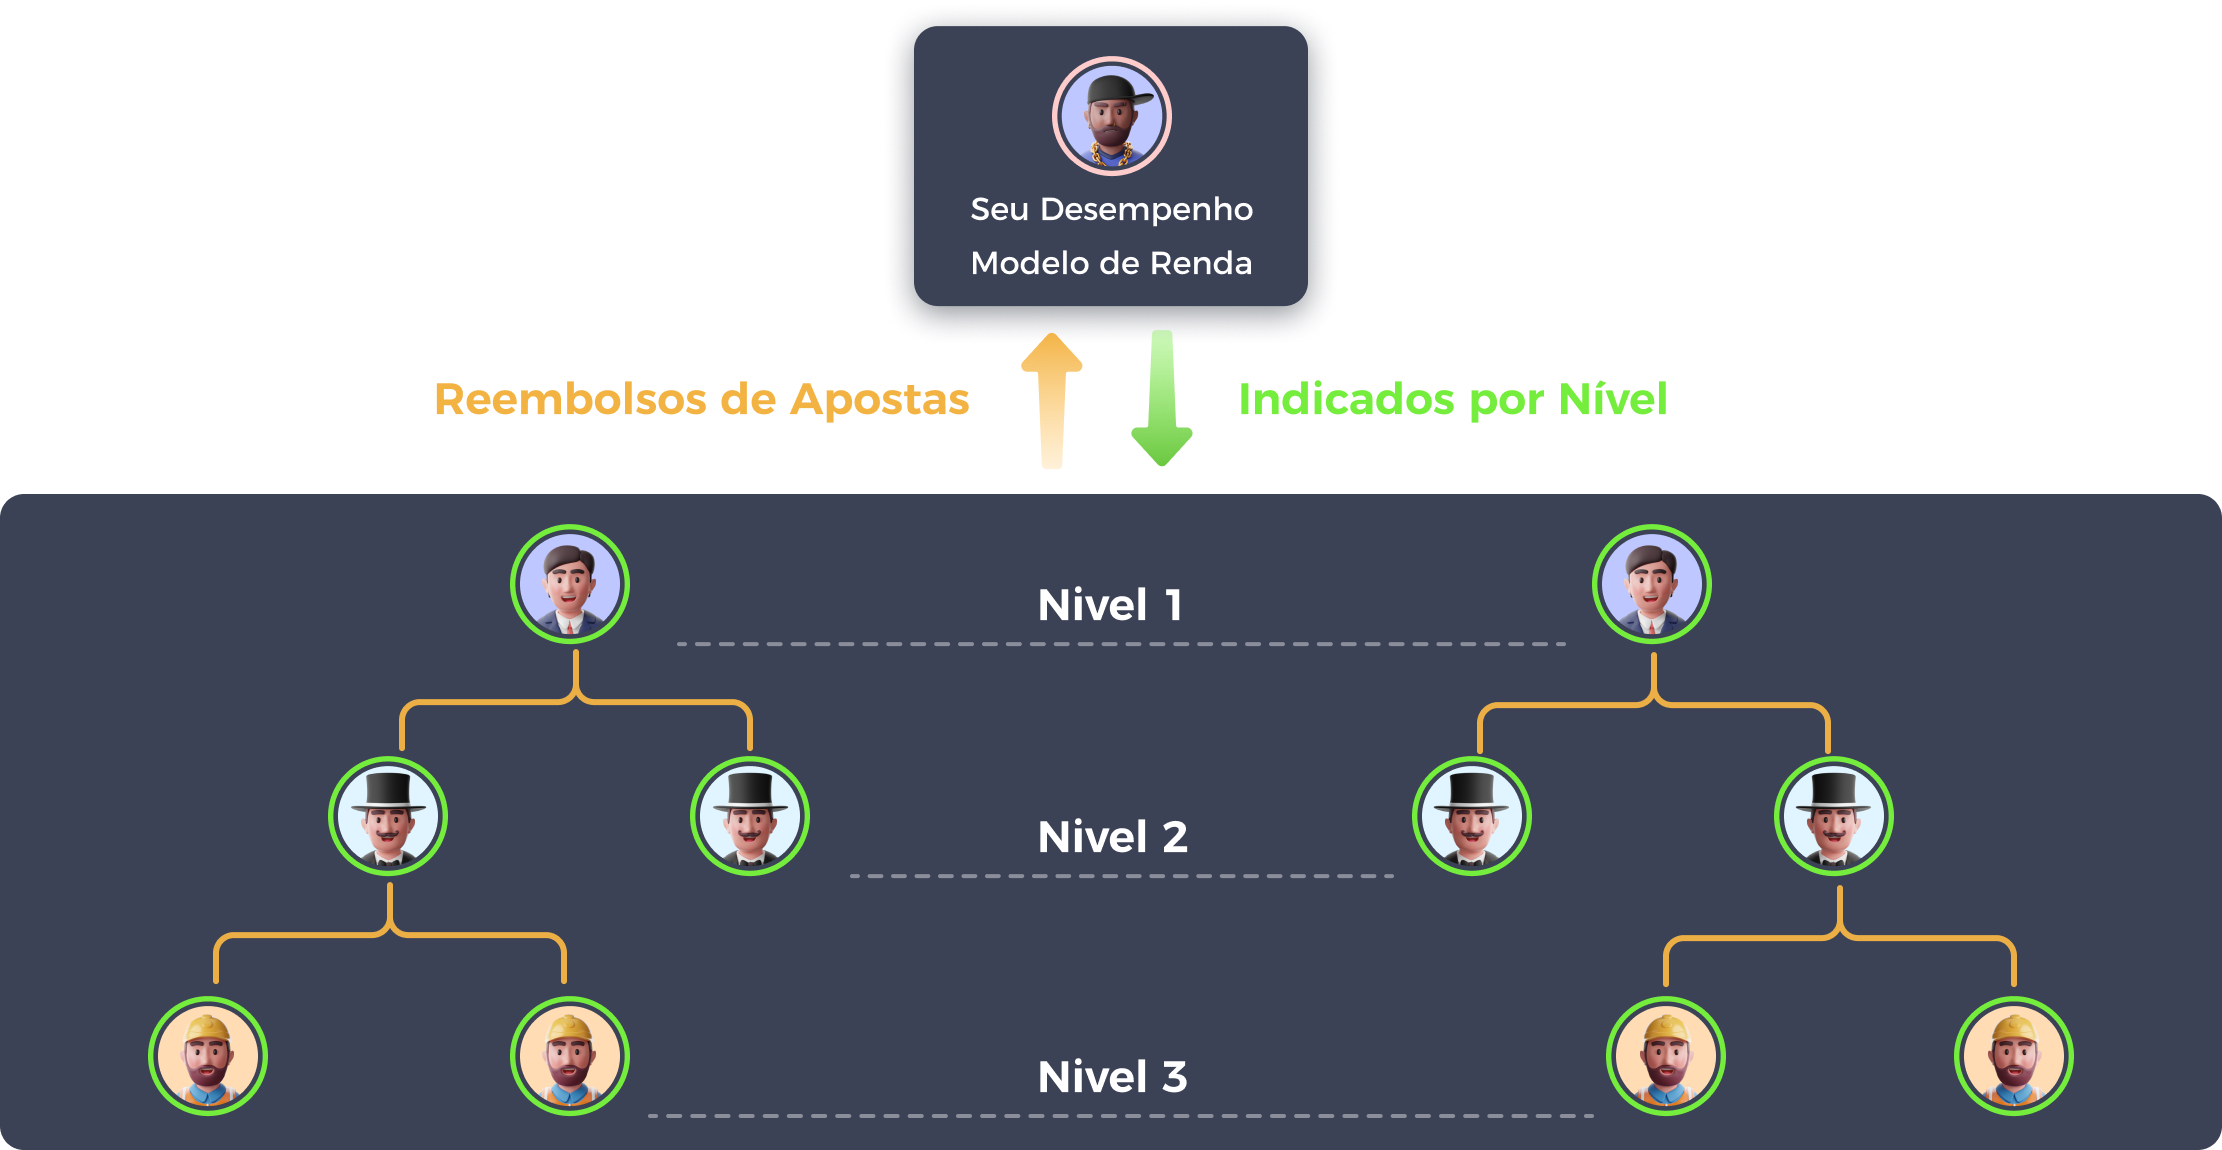 Seu Desempenho
Modelo de Renda
Reembolsos de Apostas
Indicados por Nível
Nivel 1
Nivel 2
Nivel 3